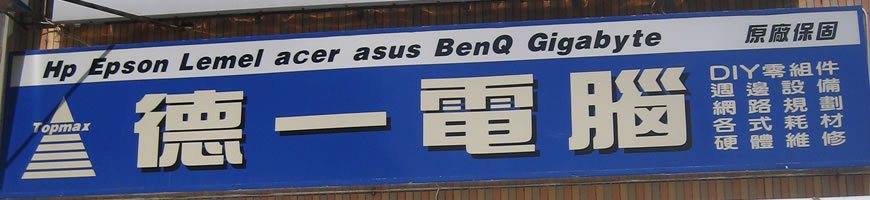 Hp Epson Lemel acer asus BenQ Gigabyte 原廠保固
Topmax
德一電腦
DIY零組件
週邊設備
網路規劃
各式耗材
硬體維修